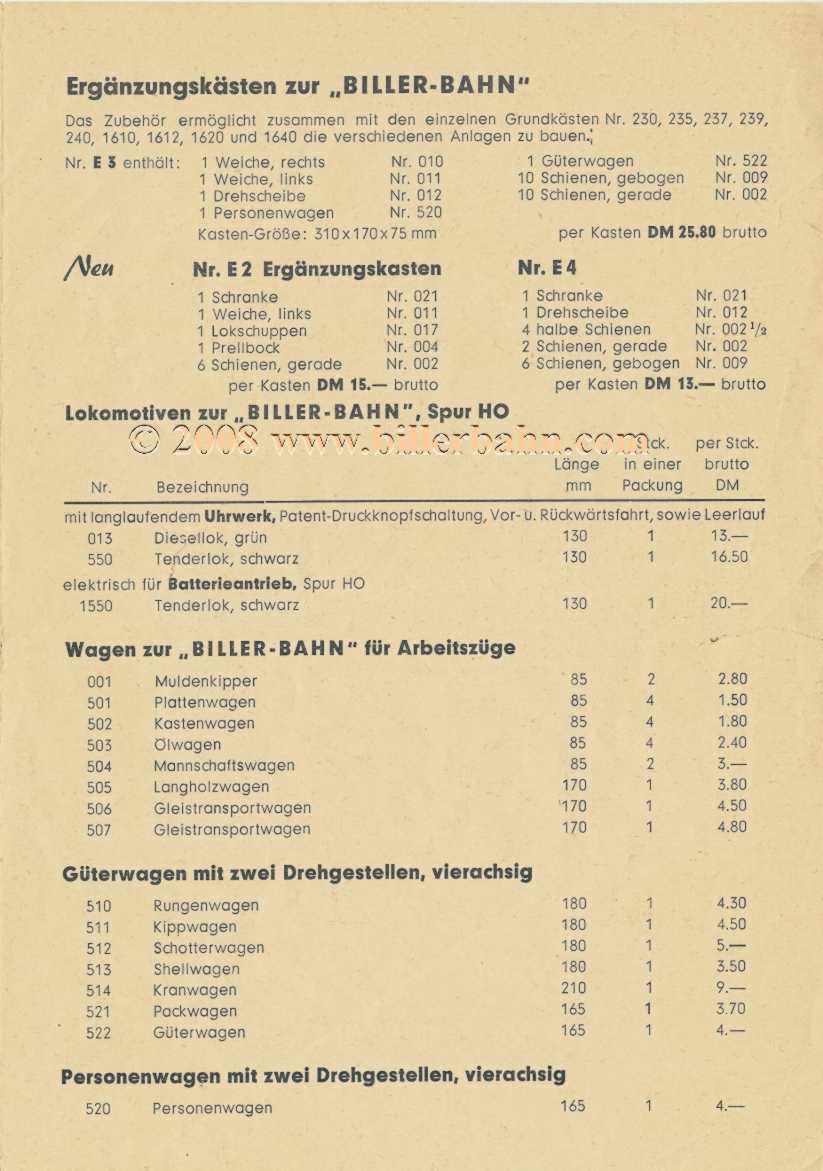 Ergänzungskästen zur „BILLER-BAHN"
Das Zubehör ermöglicht zusammen mit den einzelnen Grundkästen Nr. 230, 235, 237, 239,
240, 1610, 1612, 1620 und 1640 die verschiedenen Anlagen zu bauen.
Nr. E 3 enthält: 1 Weiche, rechts Nr. 010 1 Güterwagen Nr. 522
1 Weiche, links Nr. 011 10 Schienen, gebogen Nr. 009
1 Drehscheibe Nr. 012 10 Schienen, gerade Nr. 002
1 Personenwagen Nr. 520
Kasten-Größe: 310x170x75 mm per Kasten DM 25.80 brutto
Neu Nr. E 2 Ergänzungskasten Nr. E 4
1 Schranke Nr. 021 1 Schranke Nr. 021
1 Weiche, links Nr. 011 1 Drehscheibe Nr. 012
1 Lokschuppen Nr. 017 4 halbe Schienen Nr. 002 1/2
1 Prellbock Nr. 004 2 Schienen, gerade Nr. 002
6 Schienen, gerade Nr. 002 6 Schienen, gebogen Nr. 009
per Kasten DM 15.— brutto per Kasten DM 13.— brutto
Lokomotiven zur „BILLER-BAHN", Spur HO
© 2008 www.billerbahn.com
Stck. per Stck.
Länge in einer brutto
Nr. Bezeichnung mm Packung DM
mit langlaufendem Uhrwerk, Patent-Druckknopfschaltung, Vor- u. Rückwärtsfahrt, sowie Leerlauf
013 Diesellok, grün 130 1 13.—
550 Tenderlok, schwarz 130 1 16.50
elektrisch für Batterieantrieb, Spur HO
1550 Tenderlok, schwarz 130 1 20.—
Wagen zur „BILLER-BAHN" für Arbeitszüge
001 Muldenkipper 85 2 2.80
501 Plattenwagen 85 4 1.50
502 Kastenwagen 85 4 1.80
503 Ölwagen 85 4 2.40
504 Mannschaftswagen 85 2 3.—
505 Langholzwagen 170 1 3.80
506 Gleistransportwagen 170 1 4.50
507 Gleistransportwagen 170 1 4.80
Güterwagen mit zwei Drehgestellen, vierachsig
510 Rungenwagen 180 1 4.30
511 Kippwagen 180 1 4.50
512 Schotterwagen 180 1 5.—
513 Shellwagen 180 1 3.50
514 Kranwagen 210 1 9.—
521 Packwagen 165 1 3.70
522 Güterwagen 165 1 4.—
Personenwagen mit zwei Drehgestellen, vierachsig
520 Personenwagen 165 1 4.—